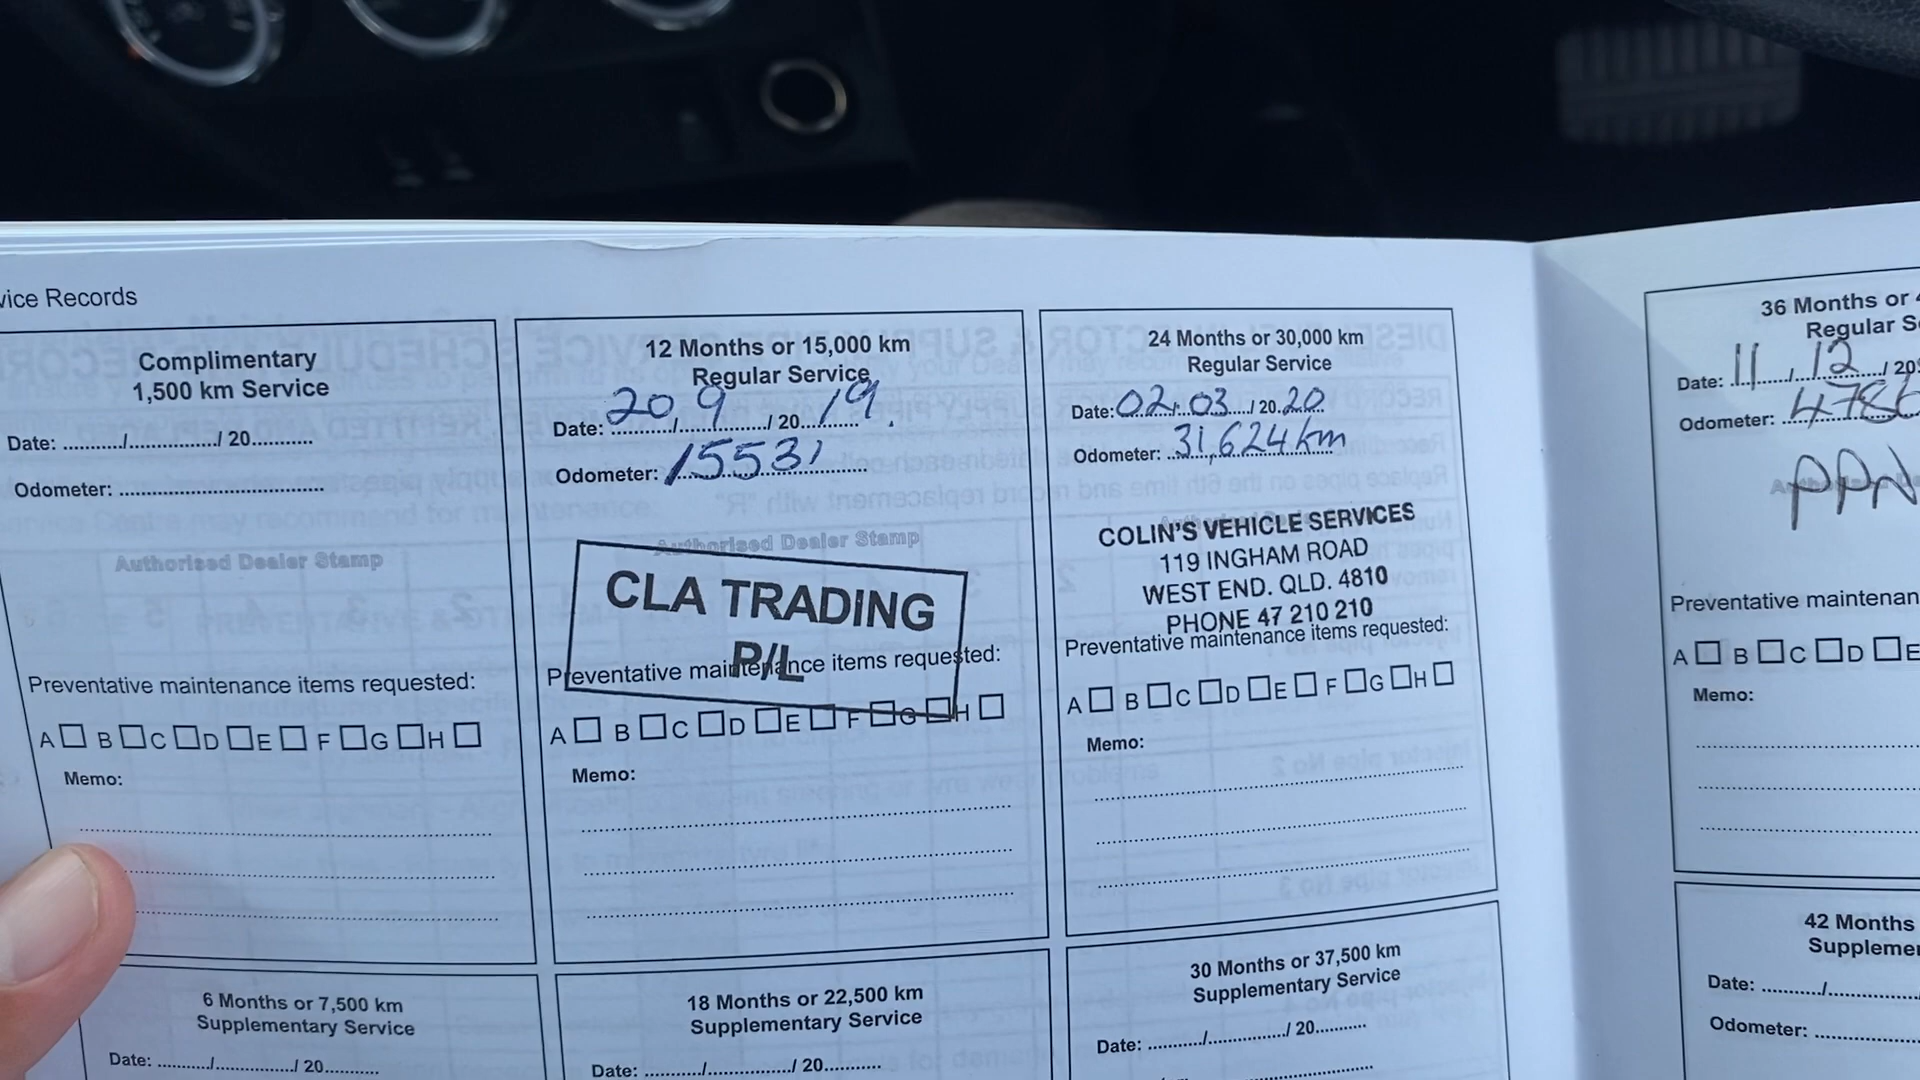 vice Records
Complimentary
1,500 km Service
Date: ............/................../ 20............
Odometer: ........................................
Authorised Dealer Stamp
Preventative maintenance items requested:
A B C D E F G H
Memo:
12 Months or 15,000 km
Regular Service
Date: 20/9/ 20 19.
Odometer: 15531
Authorised Dealer Stamp
CLA TRADING
P/L
Preventative maintenance items requested:
A B C D E F G H
Memo:
24 Months or 30,000 km
Regular Service
Date: 02/03/ 20 20
Odometer: 31,624 km
COLIN'S VEHICLE SERVICES
119 INGHAM ROAD
WEST END. QLD. 4810
PHONE 47 210 210
Preventative maintenance items requested:
A B C D E F G H
Memo:
36 Months or
Regular S
Date: 11/12/ 20
Odometer: 4786
Preventative maintenan
A B C D E
Memo:
6 Months or 7,500 km
Supplementary Service
Date: ........../................/ 20..........
18 Months or 22,500 km
Supplementary Service
Date: ........../................/ 20..........
30 Months or 37,500 km
Supplementary Service
Date: ........../................/ 20..........
42 Months
Supplemen
Date: ........../................
Odometer: ................